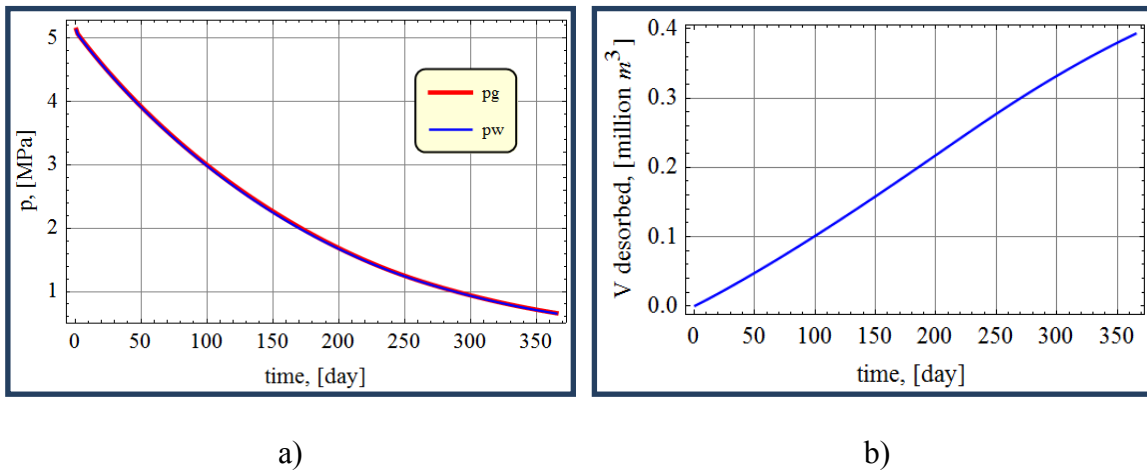 5
4
3
2
1
p, [MPa]
pg
pw
0 50 100 150 200 250 300 350
time, [day]
0.4
0.3
0.2
0.1
0.0
V desorbed, [million m³]
0 50 100 150 200 250 300 350
time, [day]
a)
b)